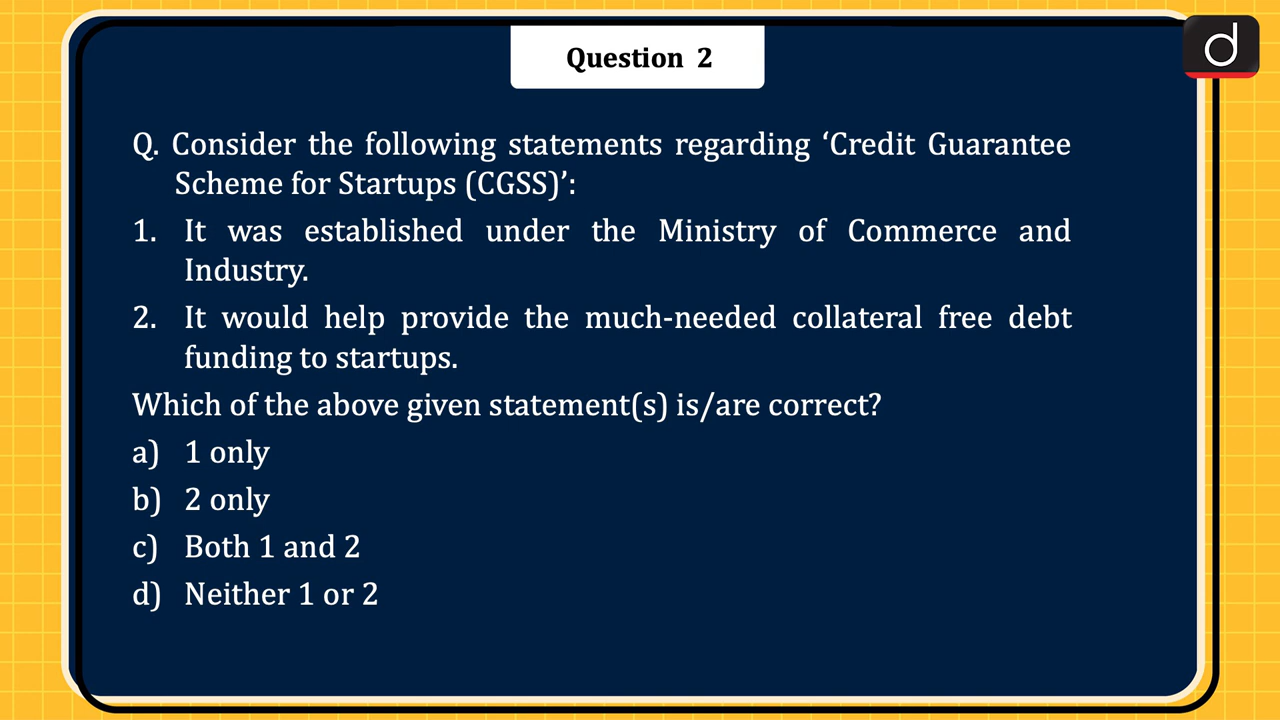 Question 2
d
Q. Consider the following statements regarding ‘Credit Guarantee
Scheme for Startups (CGSS)’:
1. It was established under the Ministry of Commerce and
Industry.
2. It would help provide the much-needed collateral free debt
funding to startups.
Which of the above given statement(s) is/are correct?
a) 1 only
b) 2 only
c) Both 1 and 2
d) Neither 1 or 2